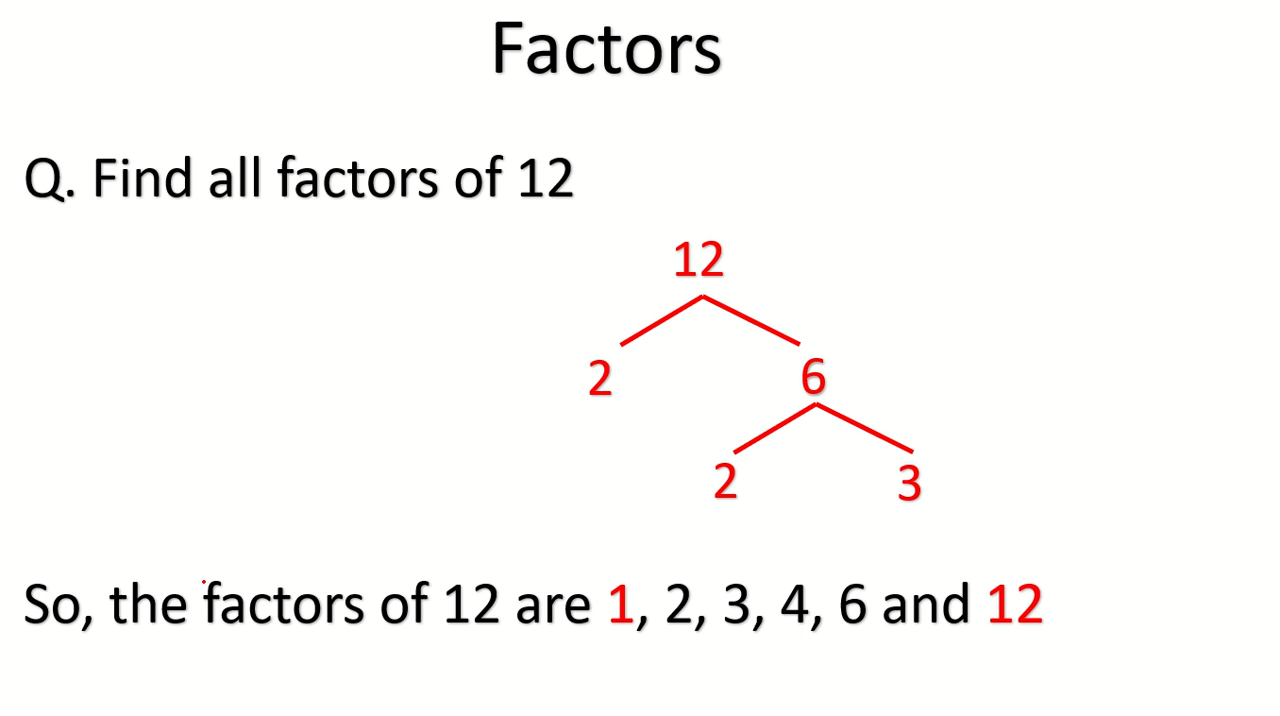 Factors
Q. Find all factors of 12
12
2 6
2 3
So, the factors of 12 are 1, 2, 3, 4, 6 and 12